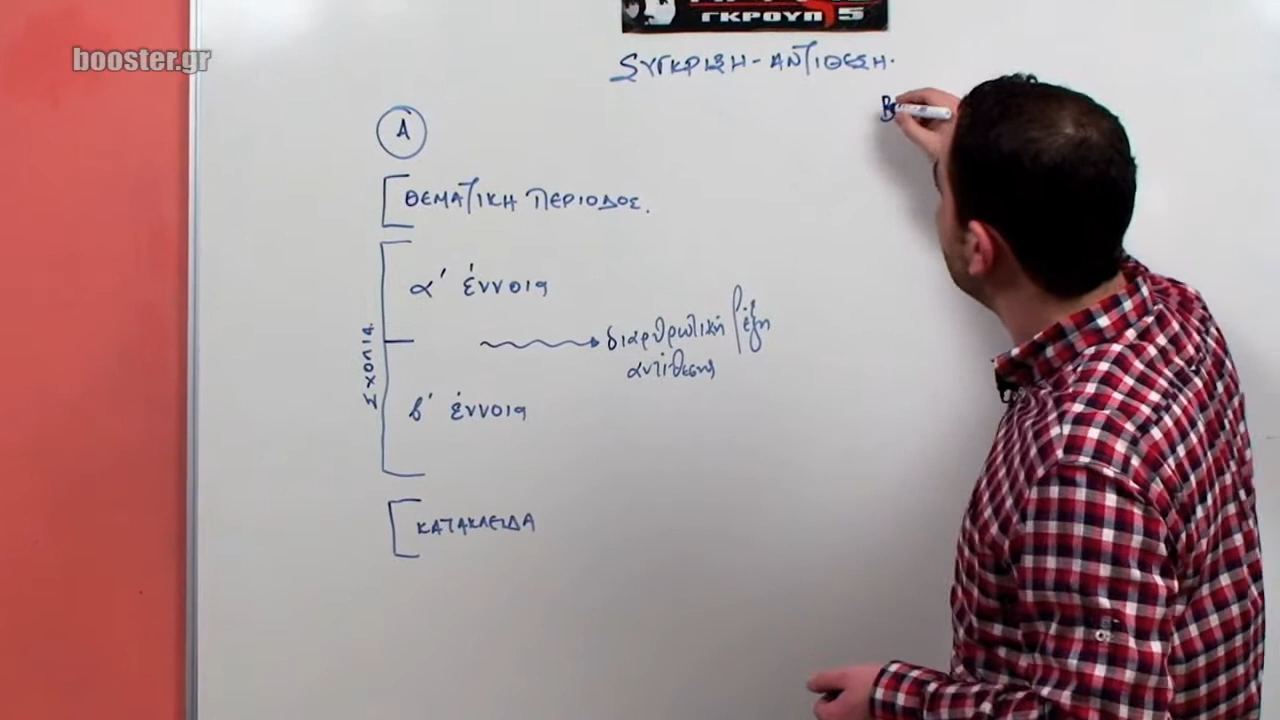 booster.gr
ΓΚΡΟΥΠ 5
ΣΥΓΚΡΙΣΗ - ΑΝΤΙΘΕΣΗ.
Β
Α
ΘΕΜΑΤΙΚΗ ΠΕΡΙΟΔΟΣ.
α' έννοια
διαρθρωτική λέξη
αντίθεσης
ΣΧΟΛΙΑ
β' έννοια
ΚΑΤΑΚΛΕΙΔΑ